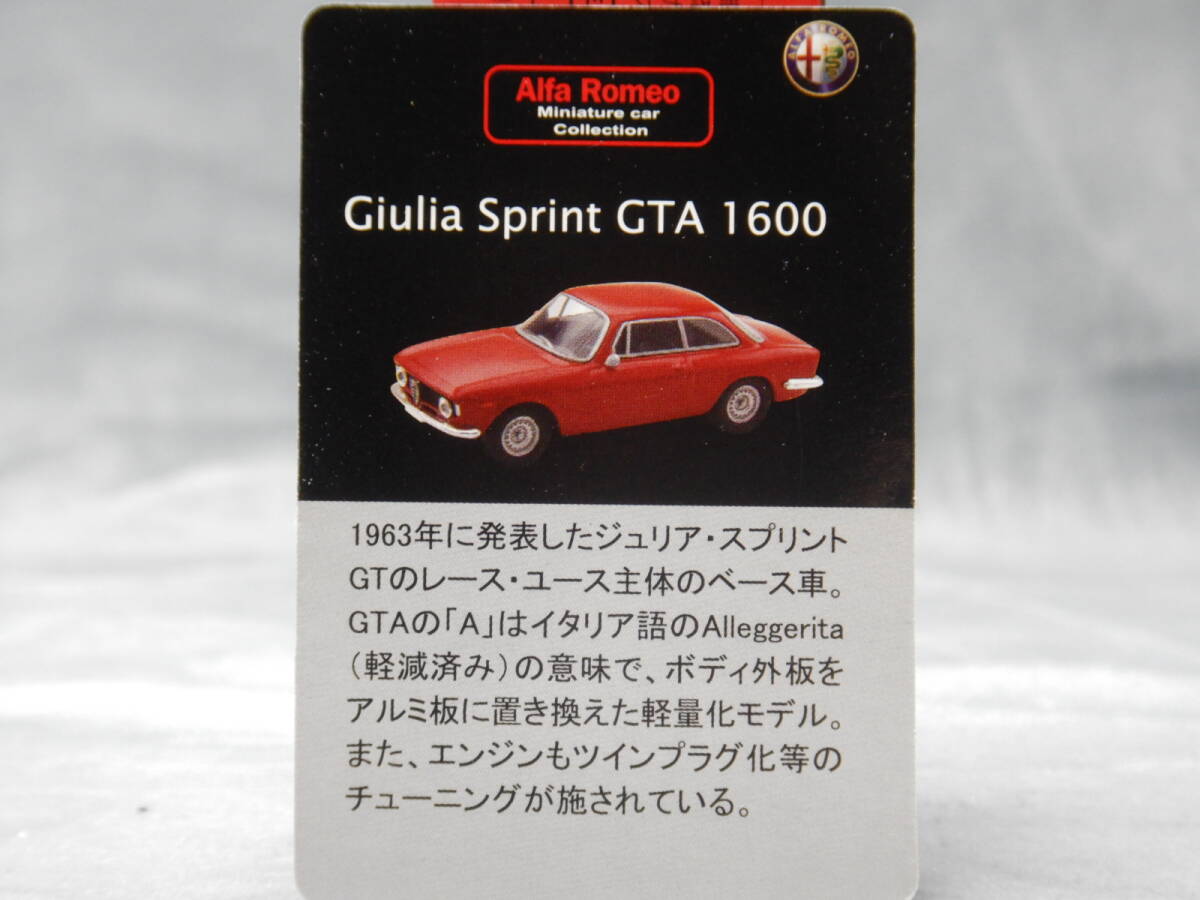 ALFA ROMEO
Alfa Romeo
Miniature car
Collection
Giulia Sprint GTA 1600
1963年に発表したジュリア・スプリント
GTのレース・ユース主体のベース車。
GTAの「A」はイタリア語のAlleggerita
(軽減済み)の意味で、ボディ外板を
アルミ板に置き換えた軽量化モデル。
また、エンジンもツインプラグ化等の
チューニングが施されている。